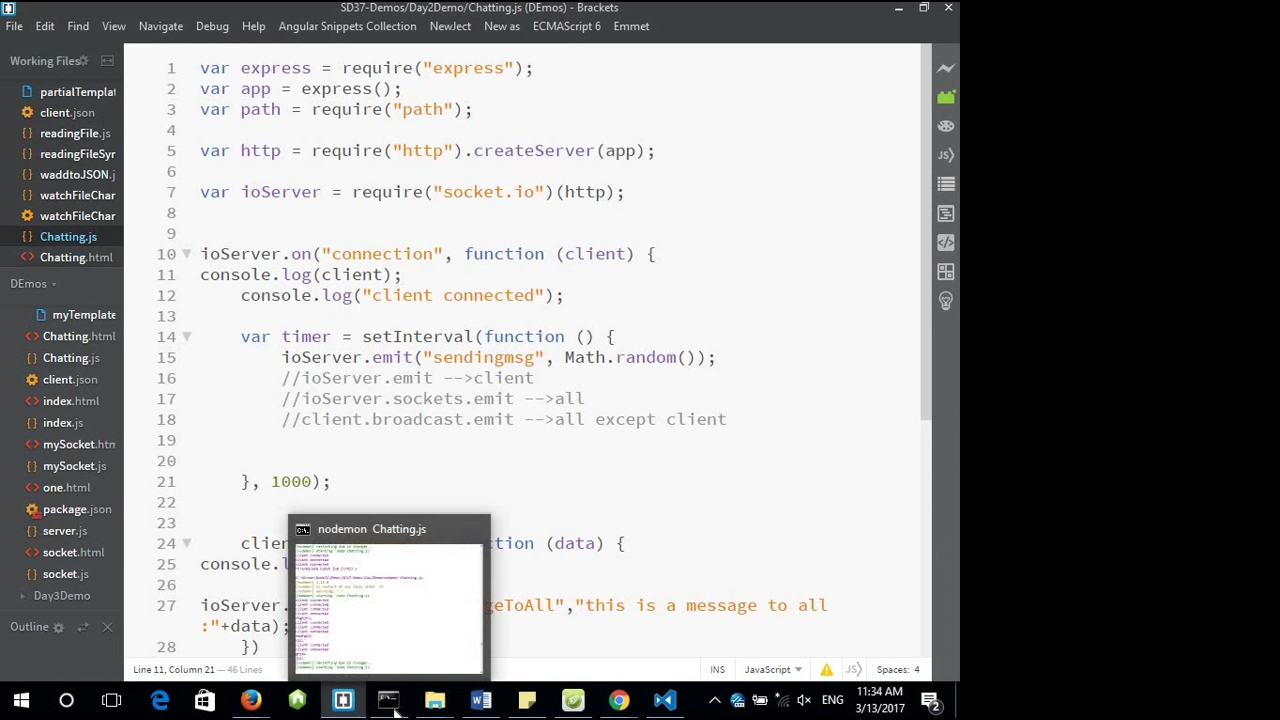 SD37-Demos/Day2Demo/Chatting.js (DEmos) - Brackets
File Edit Find View Navigate Debug Help Angular Snippets Collection NewJect New as ECMAScript 6 Emmet
Working Files
partialTempla
client.json
readingFile.js
readingFileSyr
waddtoJSON.j
watchFileChar
watchFileChar
Chatting.js
Chatting.html
DEmos
myTemplate
Chatting.html
Chatting.js
client.json
index.html
index.js
mySocket.htm
mySocket.js
one.html
package.json
server.js
socket.html
socket.js
Day3Demo
Outline
1 var express = require("express");
2 var app = express();
3 var path = require("path");
4
5 var http = require("http").createServer(app);
6
7 var ioServer = require("socket.io")(http);
8
9
10 ioServer.on("connection", function (client) {
11 console.log(client);
12 console.log("client connected");
13
14 var timer = setInterval(function () {
15 ioServer.emit("sendingmsg", Math.random());
16 //ioServer.emit -->client
17 //ioServer.sockets.emit -->all
18 //client.broadcast.emit -->all except client
19
20
21 }, 1000);
22
23
24 clien ction (data) {
25 console.l
26
27 ioServer. geToAll","this is a message to all
:"+data);
28 })
nodemon Chatting.js
Line 11, Column 21 — 46 Lines
INS JavaScript Spaces: 4
ENG
11:34 AM
3/13/2017
2